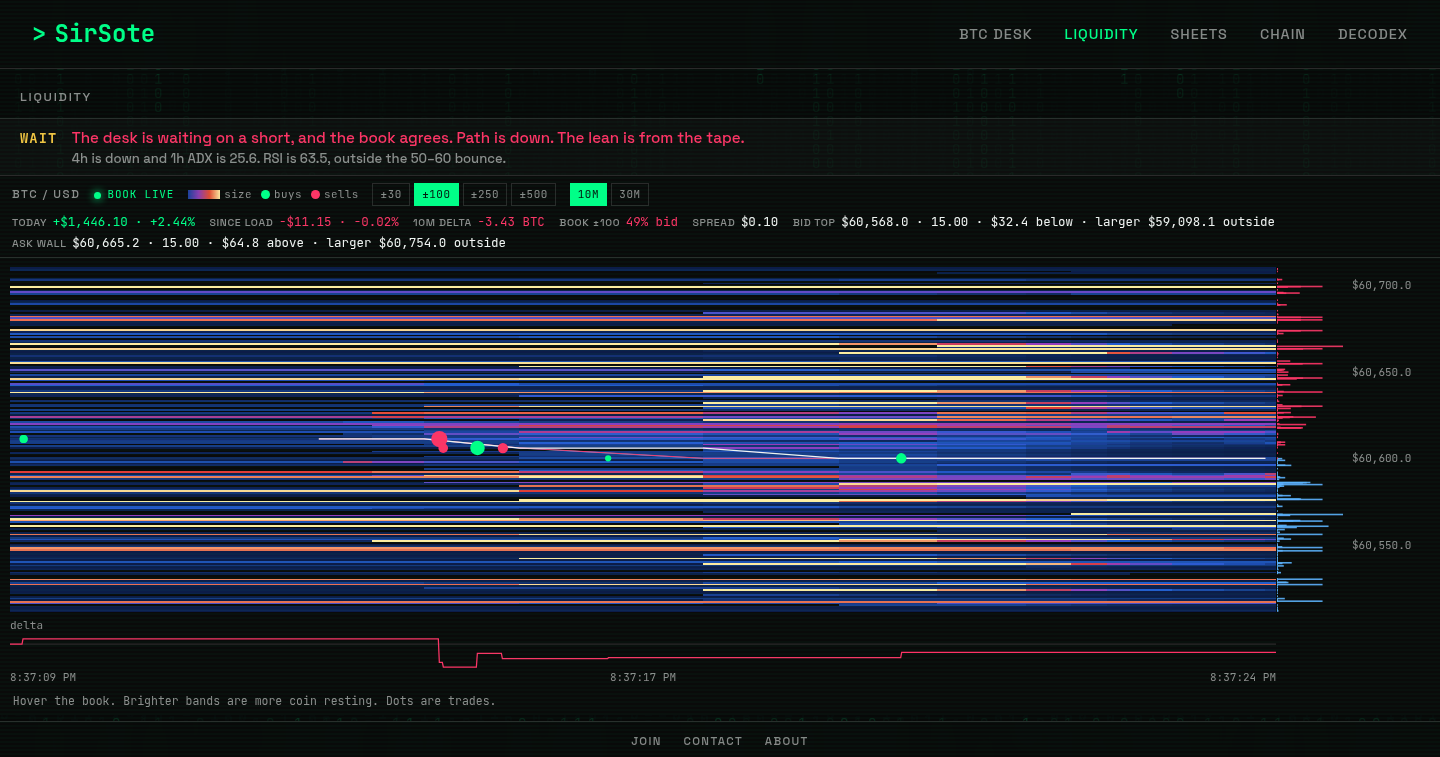 > SirSote
BTC DESK LIQUIDITY SHEETS CHAIN DECODEX
LIQUIDITY
WAIT The desk is waiting on a short, and the book agrees. Path is down. The lean is from the tape.
4h is down and 1h ADX is 25.6. RSI is 63.5, outside the 50–60 bounce.
BTC / USD BOOK LIVE size buys sells ±30 ±100 ±250 ±500 10M 30M
TODAY +$1,446.10 · +2.44% SINCE LOAD -$11.15 · -0.02% 10M DELTA -3.43 BTC BOOK ±100 49% bid SPREAD $0.10 BID TOP $60,568.0 · 15.00 · $32.4 below · larger $59,098.1 outside
ASK WALL $60,665.2 · 15.00 · $64.8 above · larger $60,754.0 outside
$60,700.0
$60,650.0
$60,600.0
$60,550.0
delta
8:37:09 PM 8:37:17 PM 8:37:24 PM
Hover the book. Brighter bands are more coin resting. Dots are trades.
JOIN CONTACT ABOUT